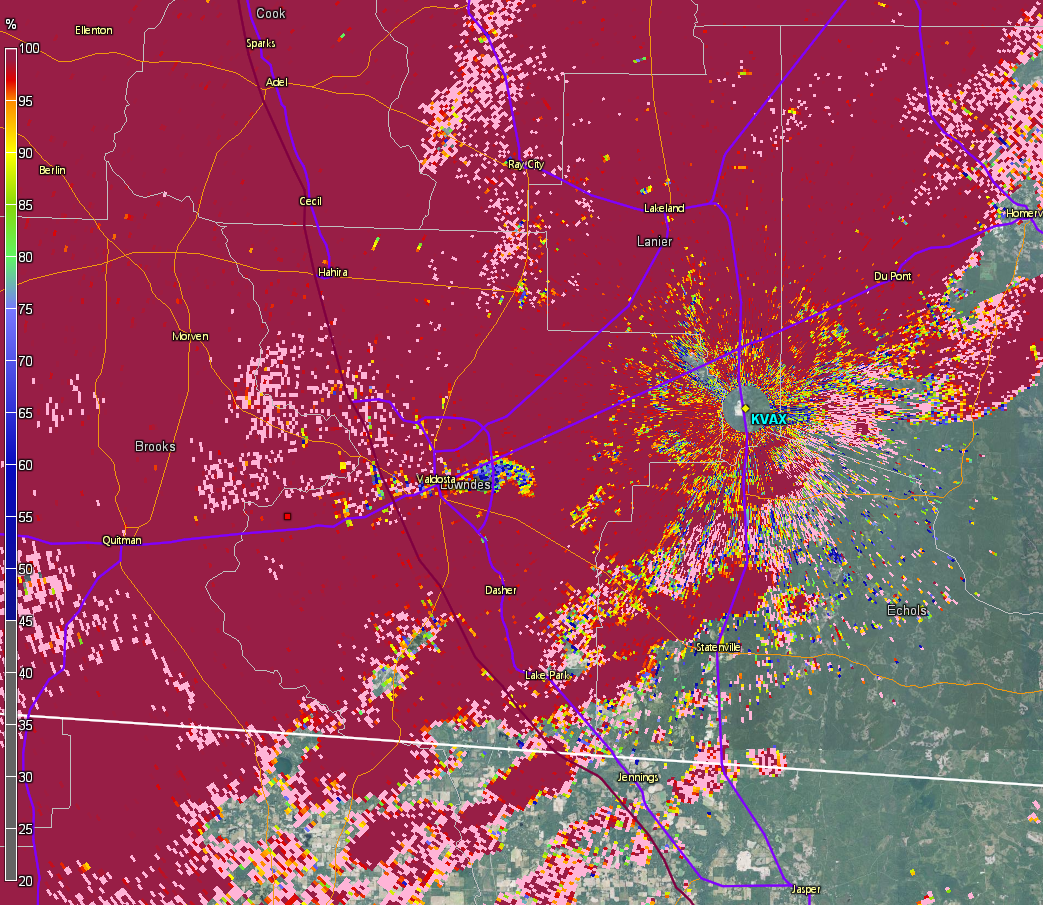 Cook
%
Ellenton
Sparks
100
Adel
95
90
Berlin
Ray City
85
Cecil
Lakeland
Homerv
Lanier
80
Hahira
Du Pont
75
Morven
70
65
KVAX
Brooks
60
Valdosta
Lowndes
55
Quitman
50
Dasher
Echols
45
Statenville
40
Lake Park
35
30
Jennings
25
20
Jasper